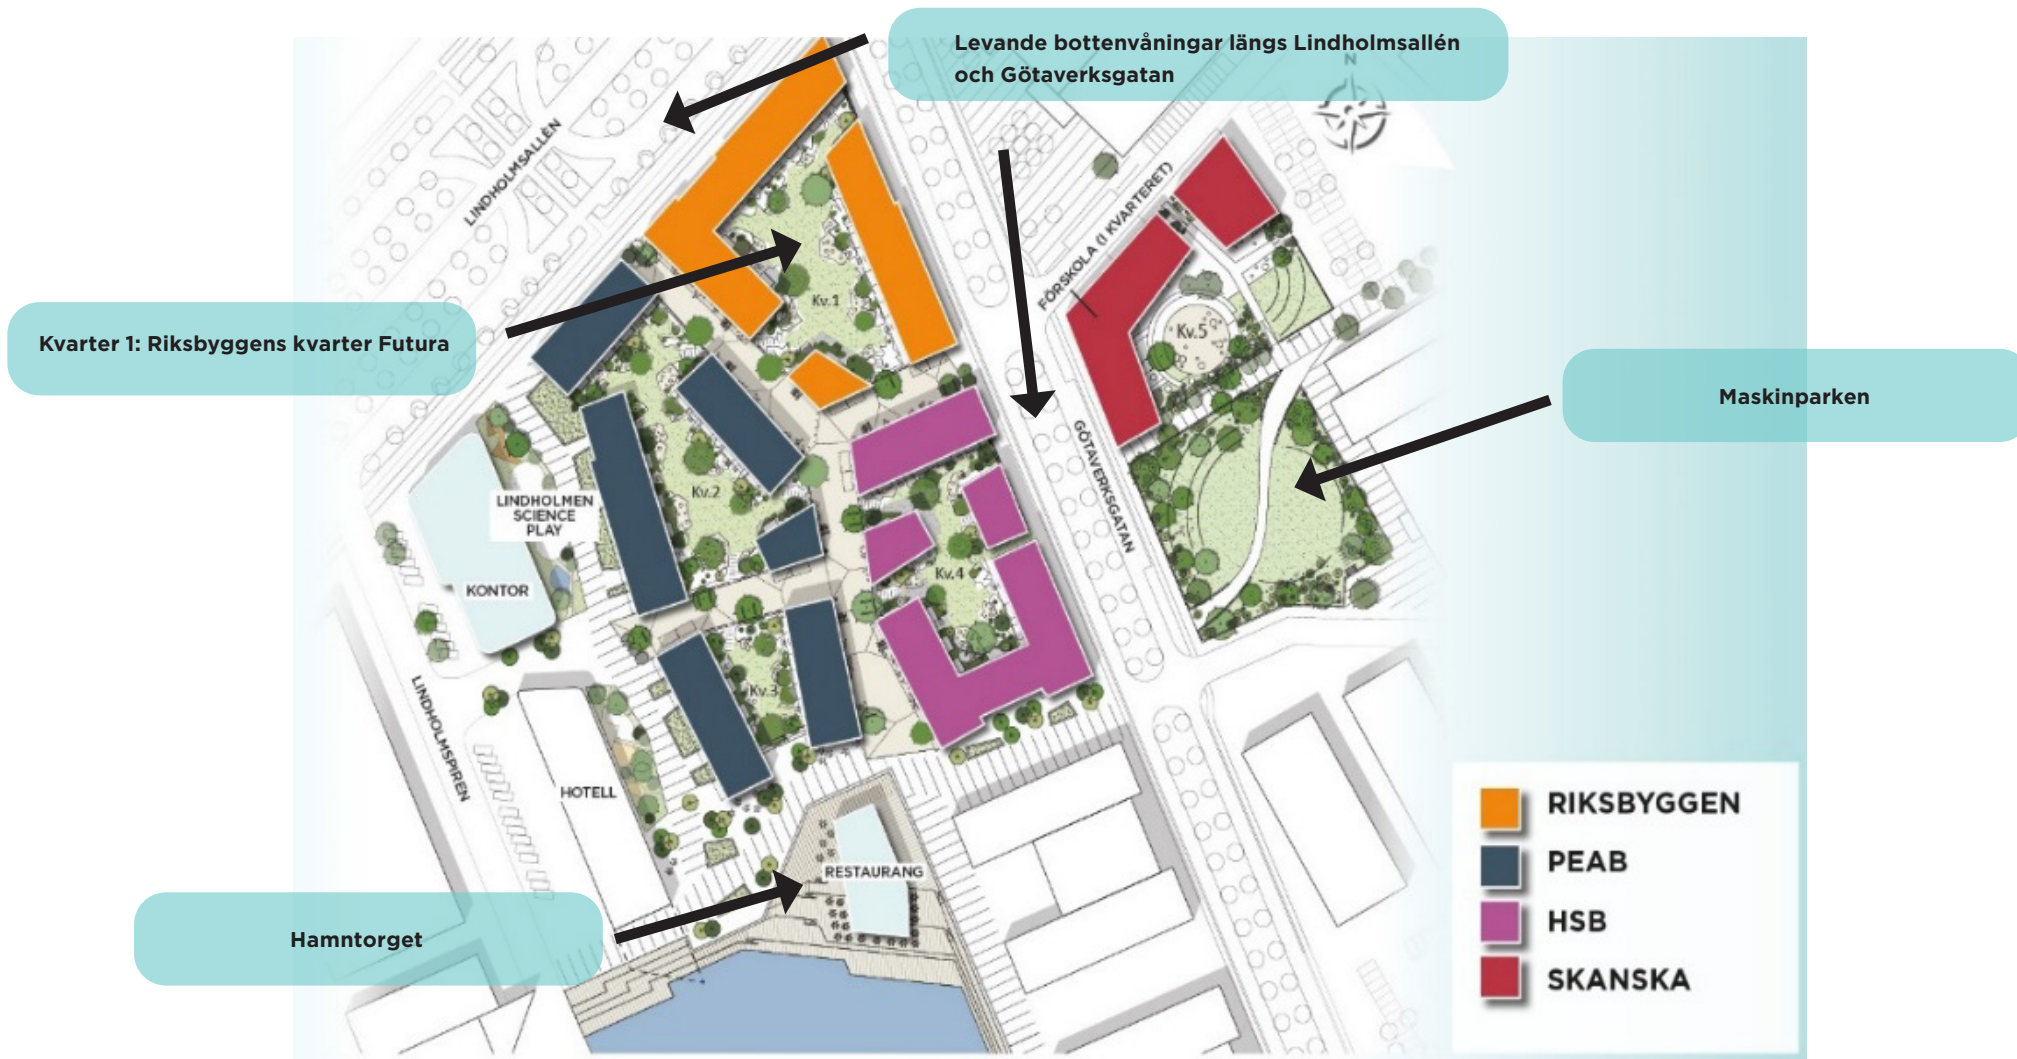 Levande bottenvåningar längs Lindholmsallén
och Götaverksgatan
N
LINDHOLMSALLÉN
FÖRSKOLA (I KVARTERET)
Kv.1
Kv.5
Kvarter 1: Riksbyggens kvarter Futura
Maskinparken
GÖTAVERKSGATAN
Kv.2
LINDHOLMEN
SCIENCE
PLAY
Kv.4
KONTOR
Kv.3
LINDHOLMSPIREN
HOTELL
RESTAURANG
Hamntorget
RIKSBYGGEN
PEAB
HSB
SKANSKA